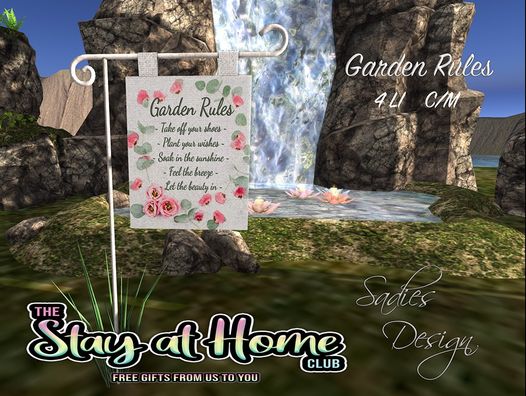 Garden Rules
4 LI C/M
Garden Rules
- Take off your shoes -
- Plant your wishes -
- Soak in the sunshine -
- Feel the breeze -
- Let the beauty in -
Sadies
Design
THE
Stay at Home
CLUB
FREE GIFTS FROM US TO YOU